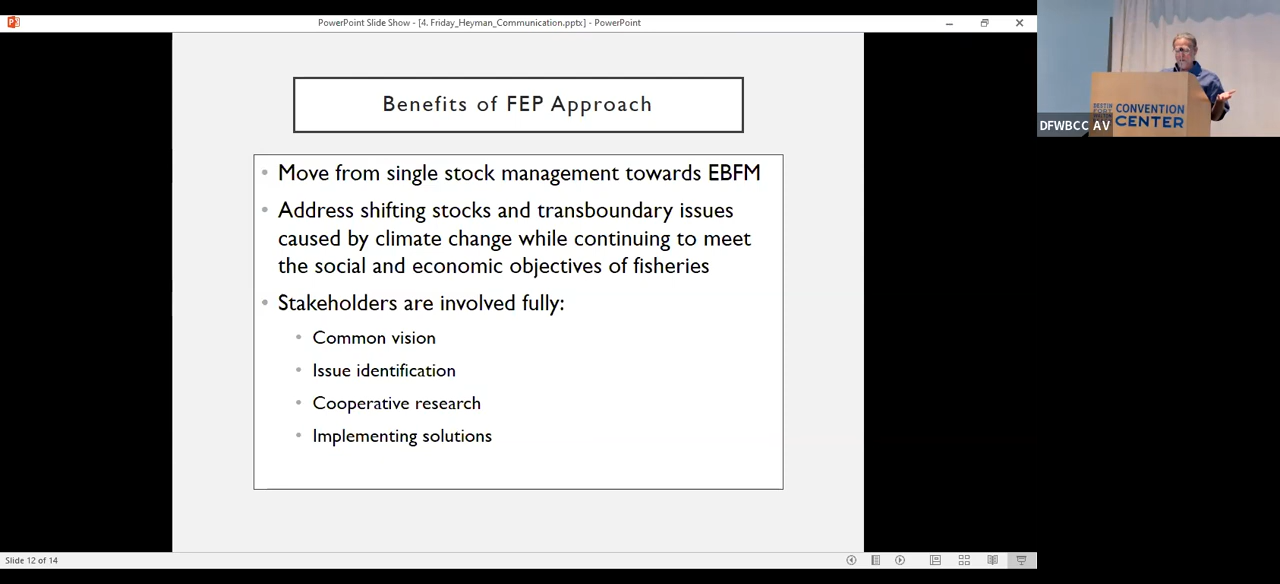 PowerPoint Slide Show - [4. Friday_Heyman_Communication.pptx] - PowerPoint
Benefits of FEP Approach
• Move from single stock management towards EBFM
• Address shifting stocks and transboundary issues
caused by climate change while continuing to meet
the social and economic objectives of fisheries
• Stakeholders are involved fully:
• Common vision
• Issue identification
• Cooperative research
• Implementing solutions
Slide 12 of 14
DESTIN
FORT
WALTON
CONVENTION
CENTER
DFWBCC AV